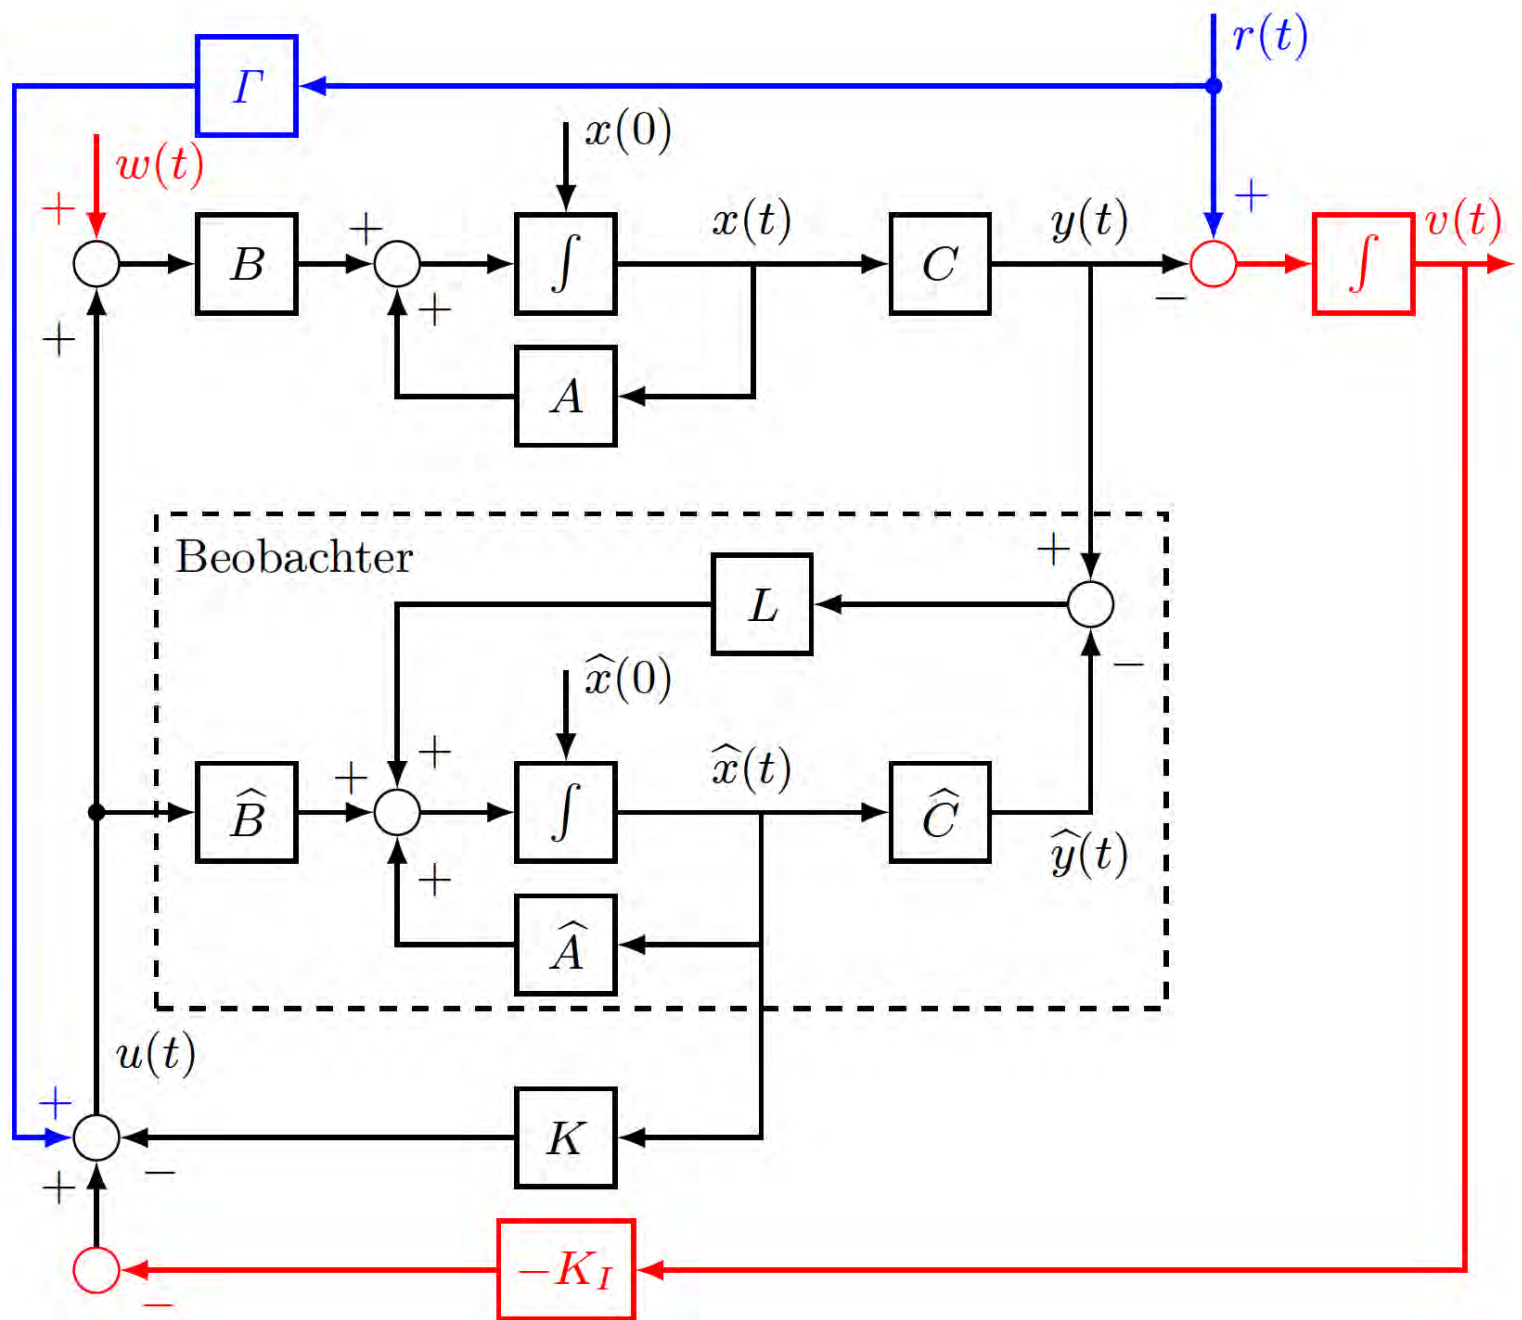 r(t)
Γ
x(0)
w(t)
+
+
x(t)
y(t)
v(t)
+
B
∫
C
∫
+
+
−
A
Beobachter
+
L
−
x̂(0)
+
+
x̂(t)
B̂
∫
Ĉ
+
ŷ(t)
Â
u(t)
+
K
+
−
−K_I
−